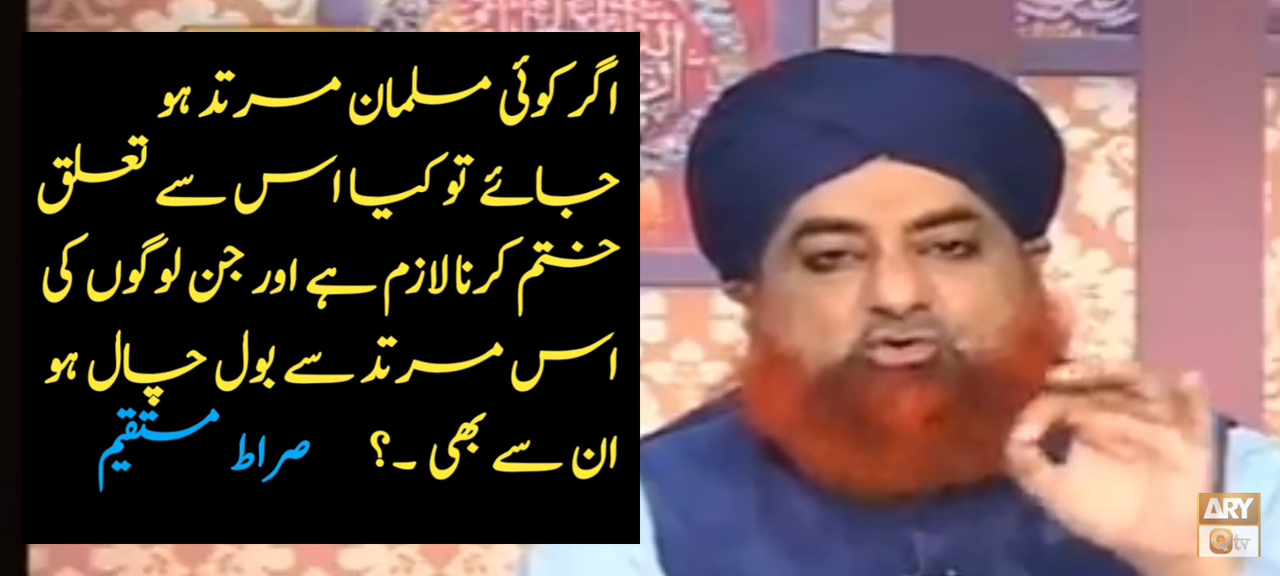 اگر کوئی مسلمان مرتد ہو
جائے تو کیا اس سے تعلق
ختم کرنا لازم ہے اور جن لوگوں کی
اس مرتد سے بول چال ہو
ان سے بھی ۔؟ صراط مستقیم
ARY
Qtv